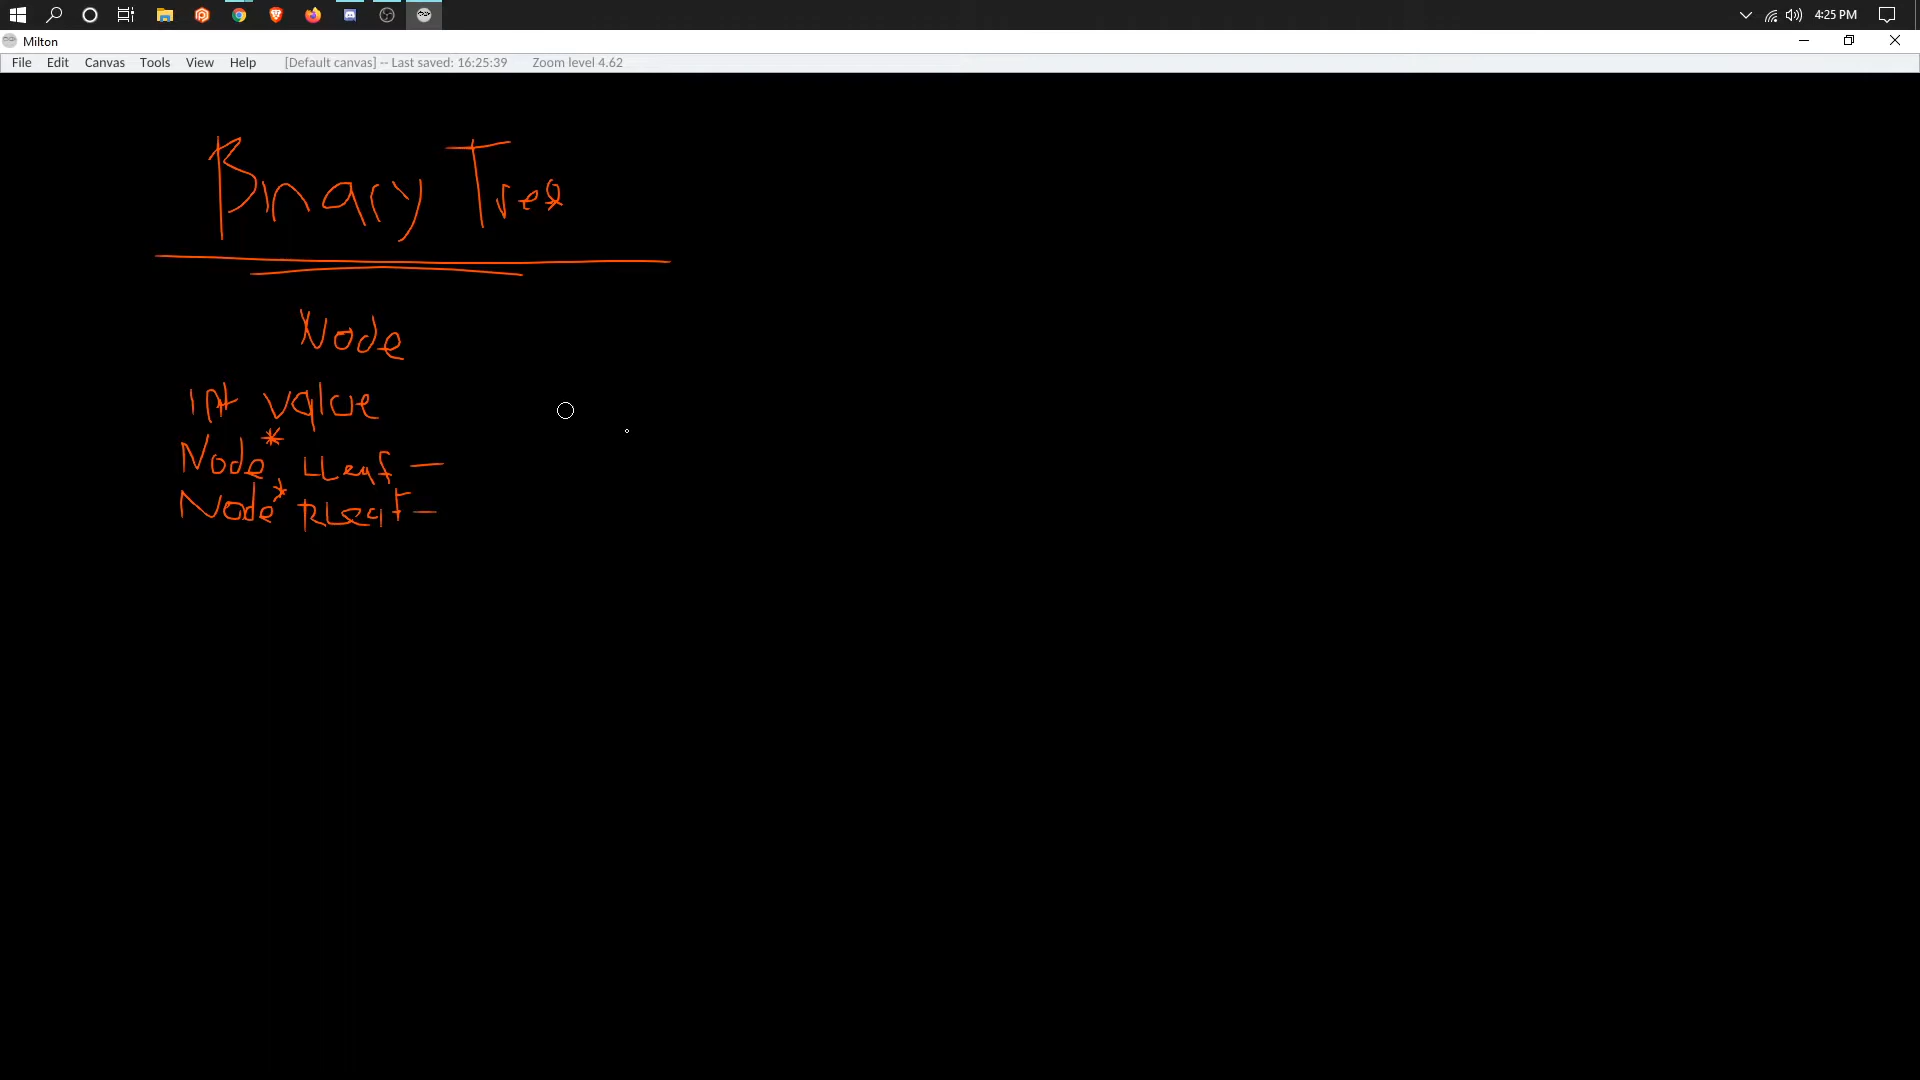 4:25 PM
Milton
File Edit Canvas Tools View Help [Default canvas] -- Last saved: 16:25:39 Zoom level 4.62
Binary Tree
Node
int value
Node* LLeaf —
Node* RLeaf —